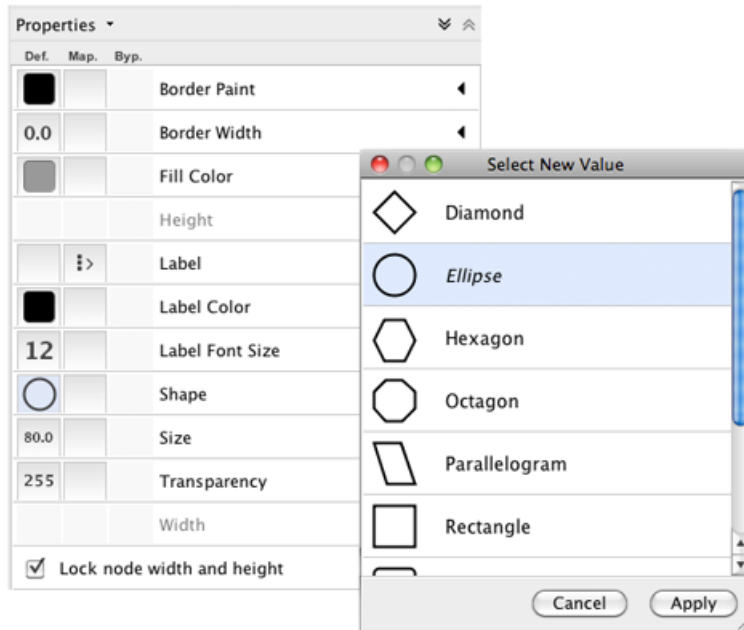 Properties
Def. Map. Byp.
Border Paint
0.0 Border Width
Fill Color
Height
Label
Label Color
12 Label Font Size
Shape
80.0 Size
255 Transparency
Width
Lock node width and height
Select New Value
Diamond
Ellipse
Hexagon
Octagon
Parallelogram
Rectangle
Cancel Apply